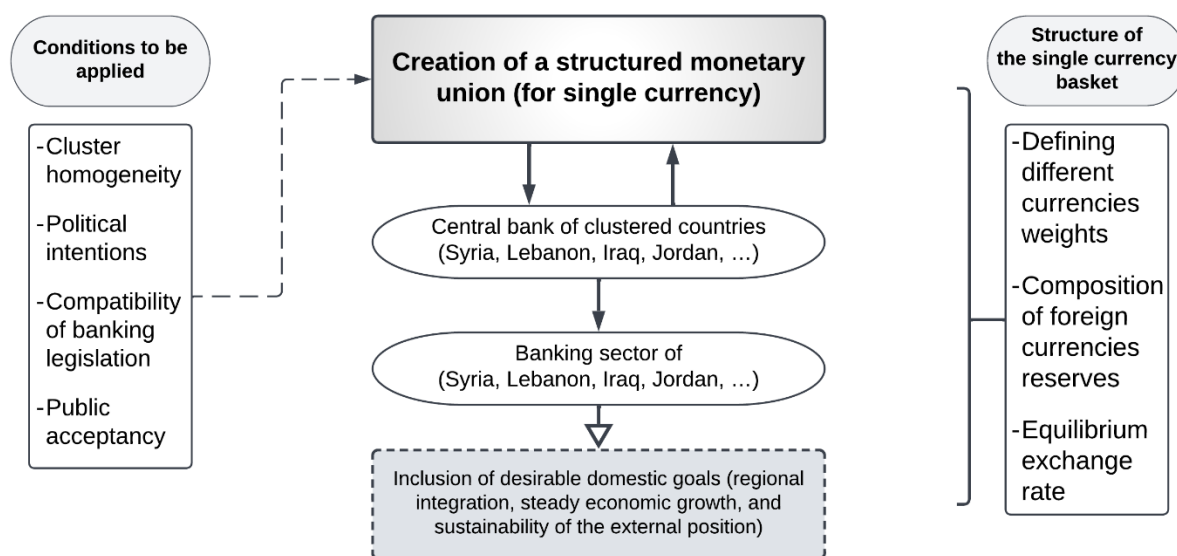 Conditions to be
applied
-Cluster
homogeneity
-Political
intentions
-Compatibility
of banking
legislation
-Public
acceptancy
Creation of a structured monetary
union (for single currency)
Central bank of clustered countries
(Syria, Lebanon, Iraq, Jordan, ...)
Banking sector of
(Syria, Lebanon, Iraq, Jordan, ...)
Inclusion of desirable domestic goals (regional
integration, steady economic growth, and
sustainability of the external position)
Structure of
the single currency
basket
-Defining
different
currencies
weights
-Composition
of foreign
currencies
reserves
-Equilibrium
exchange
rate